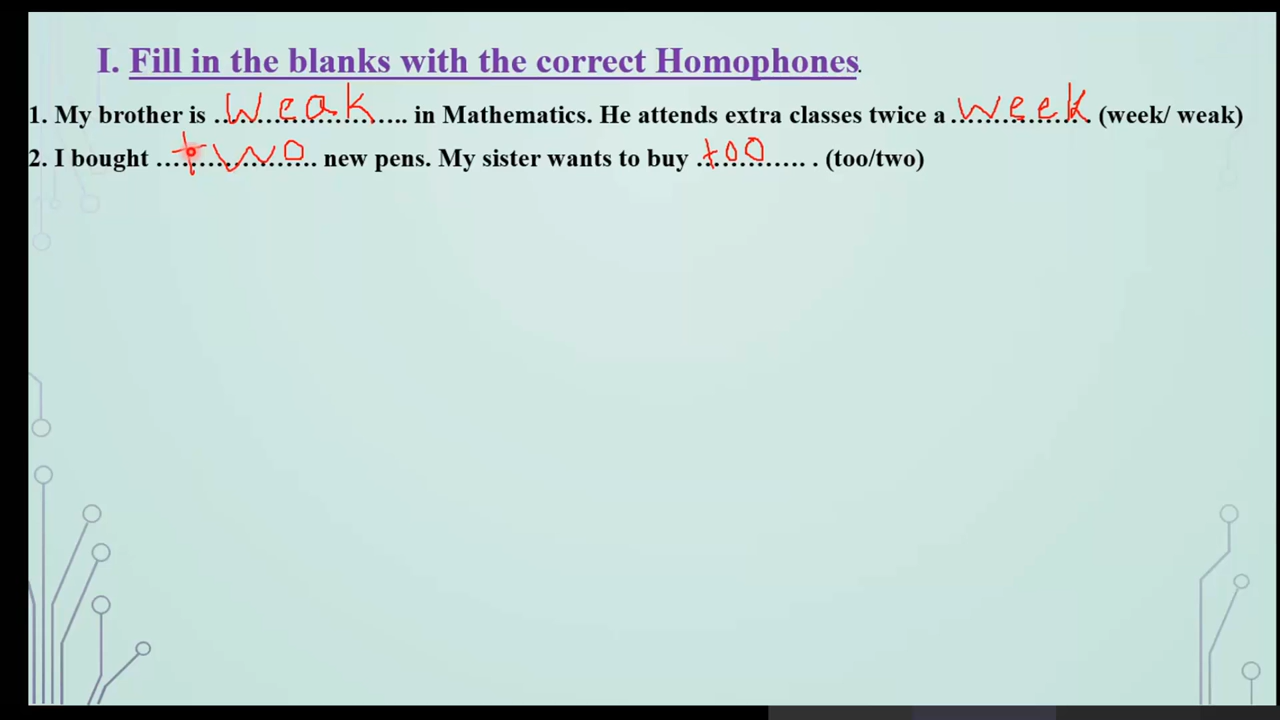 I. Fill in the blanks with the correct Homophones.
1. My brother is ...weak... in Mathematics. He attends extra classes twice a ...week... (week/ weak)
2. I bought ...two... new pens. My sister wants to buy ...too... . (too/two)